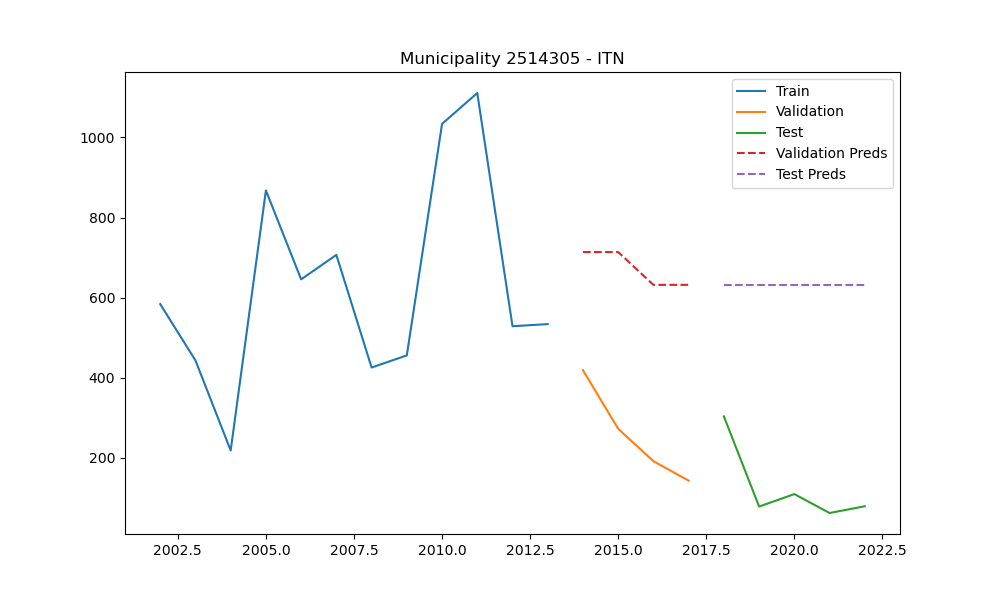 Municipality 2514305 - ITN
Train
Validation
Test
Validation Preds
Test Preds
1000
800
600
400
200
2002.5 2005.0 2007.5 2010.0 2012.5 2015.0 2017.5 2020.0 2022.5